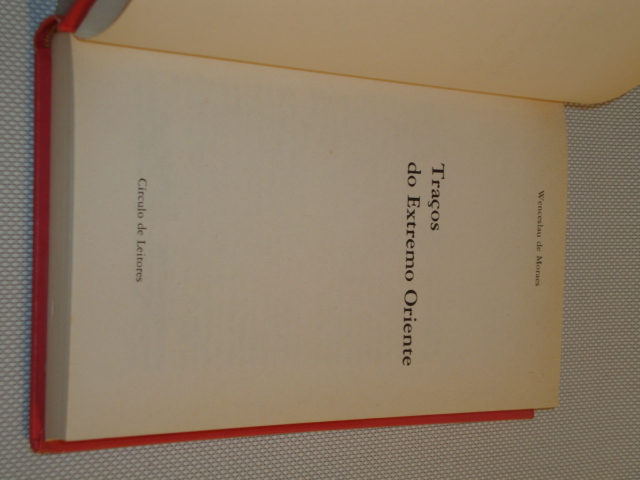 Wenceslau de Moraes
Traços
do Extremo Oriente
Círculo de Leitores